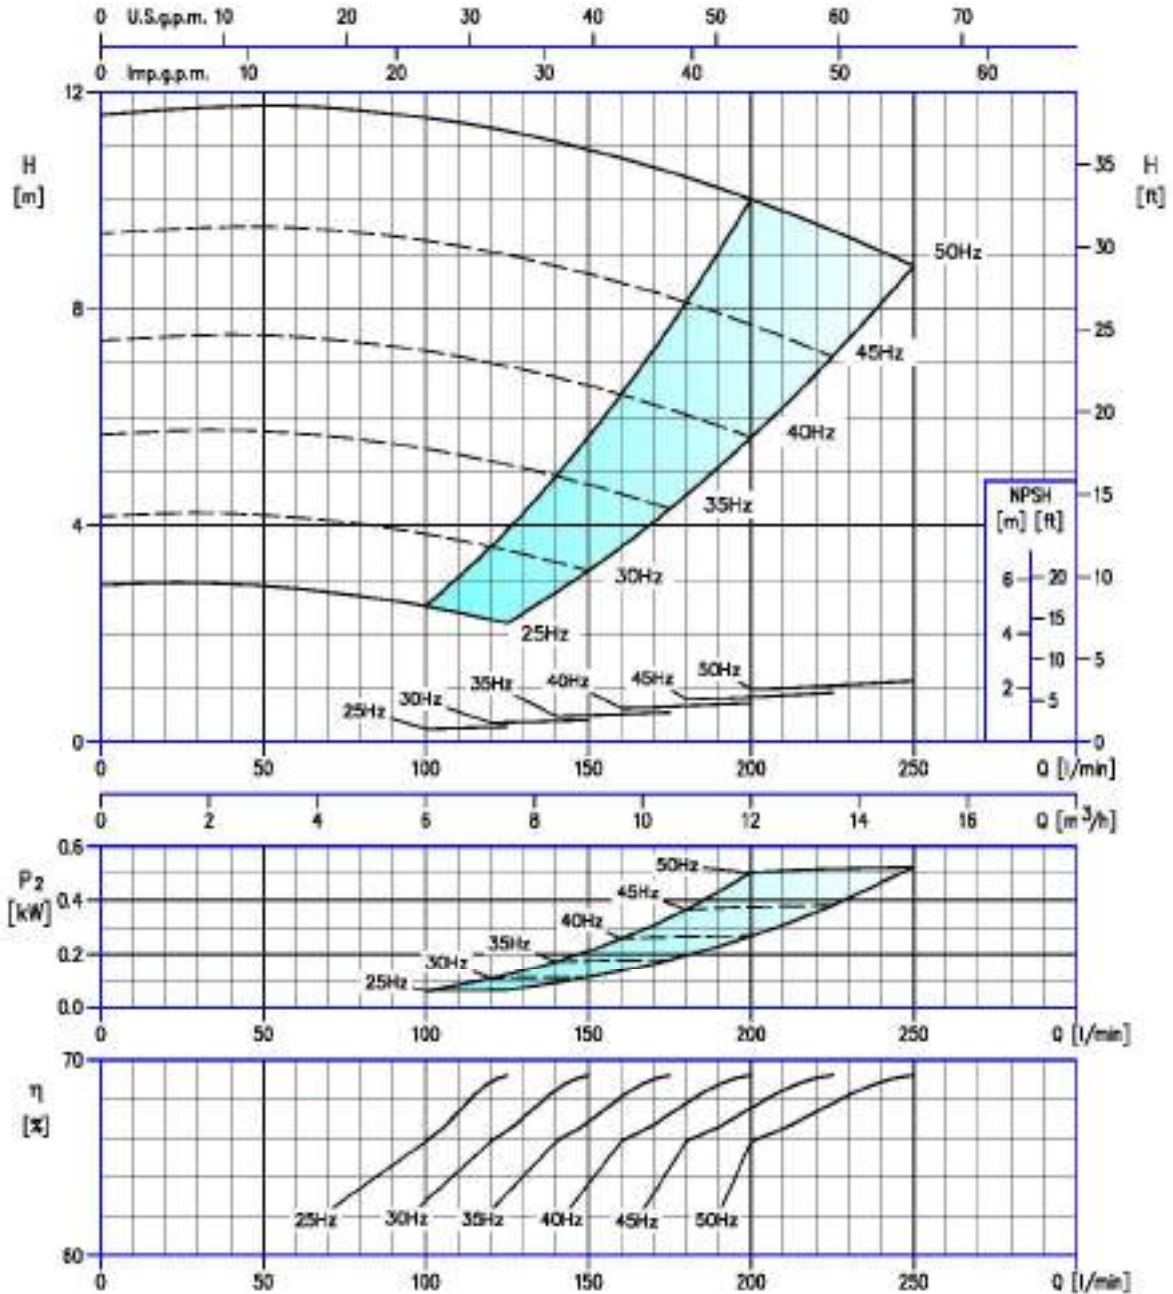 0 U.S.g.p.m. 10 20 30 40 50 60 70
0 Imp.g.p.m. 10 20 30 40 50 60
12
H
[m]
8
4
0
35
H
[ft]
30
25
20
15
10
5
0
50Hz
45Hz
40Hz
35Hz
30Hz
25Hz
NPSH
[m] [ft]
6 20
4 15
10
2 5
25Hz 30Hz 35Hz 40Hz 45Hz 50Hz
0 50 100 150 200 250 Q [l/min]
0 2 4 6 8 10 12 14 16 Q [m³/h]
P2
[kW]
0.6
0.4
0.2
0.0
50Hz
45Hz
40Hz
35Hz
30Hz
25Hz
0 50 100 150 200 250 Q [l/min]
70
η
[%]
60
25Hz 30Hz 35Hz 40Hz 45Hz 50Hz
0 50 100 150 200 250 Q [l/min]